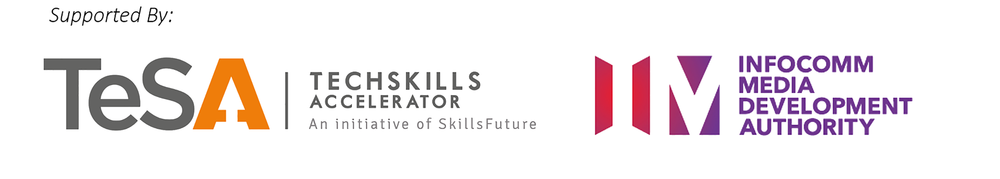 Supported By:
TeSA
TECHSKILLS
ACCELERATOR
An initiative of SkillsFuture
INFOCOMM
MEDIA
DEVELOPMENT
AUTHORITY